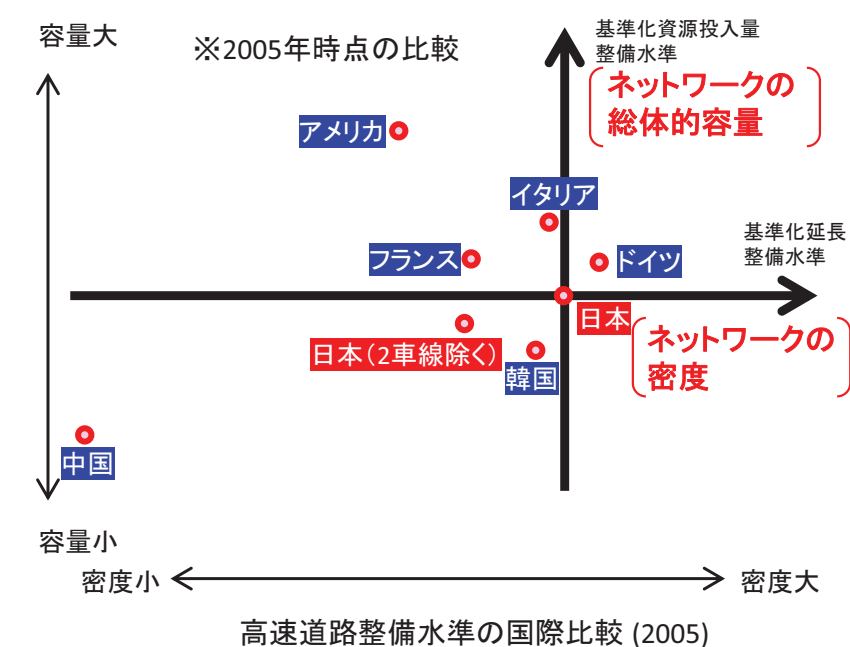 容量大
※2005年時点の比較
基準化資源投入量
整備水準
ネットワークの
総体的容量
アメリカ
イタリア
フランス
ドイツ
基準化延長
整備水準
日本
日本(2車線除く)
韓国
ネットワークの
密度
中国
容量小
密度小
密度大
高速道路整備水準の国際比較 (2005)